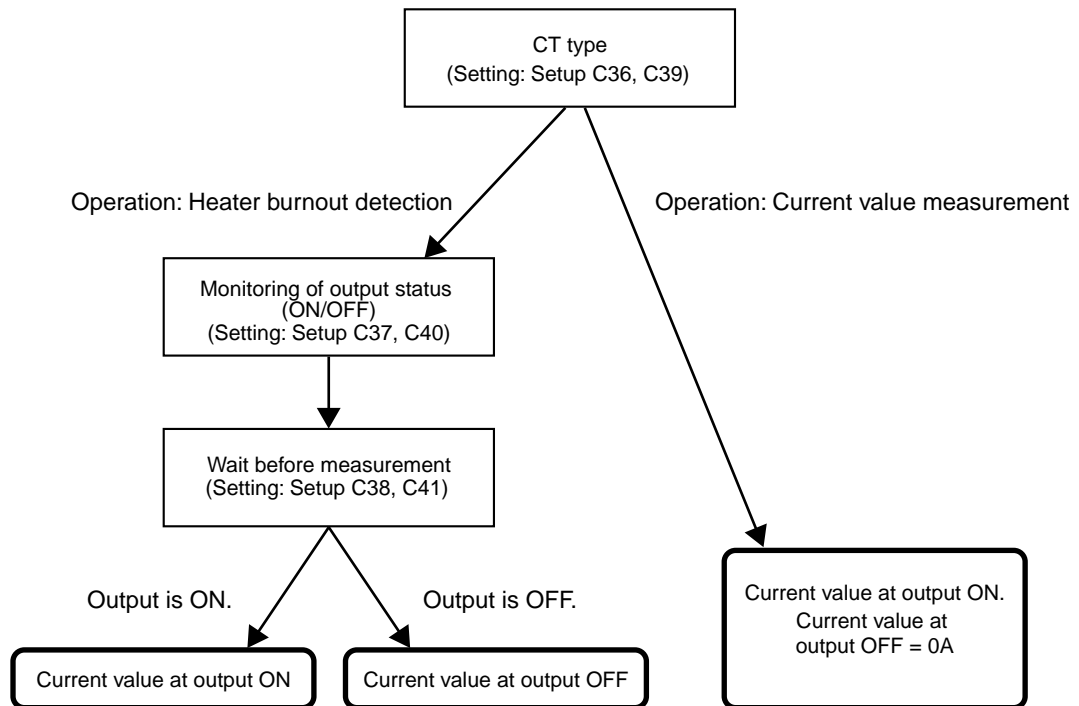 CT type
(Setting: Setup C36, C39)
Operation: Heater burnout detection
Operation: Current value measurement
Monitoring of output status
(ON/OFF)
(Setting: Setup C37, C40)
Wait before measurement
(Setting: Setup C38, C41)
Output is ON.
Output is OFF.
Current value at output ON
Current value at output OFF
Current value at output ON.
Current value at
output OFF = 0A